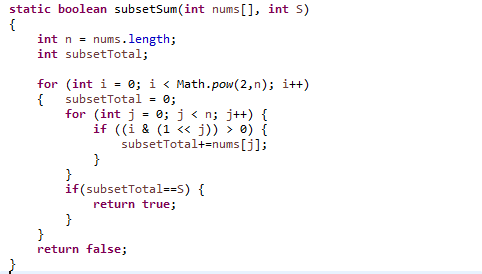 static boolean subsetSum(int nums[], int S)
{
    int n = nums.length;
    int subsetTotal;

    for (int i = 0; i < Math.pow(2,n); i++)
    {   subsetTotal = 0;
        for (int j = 0; j < n; j++) {
            if ((i & (1 << j)) > 0) {
                subsetTotal+=nums[j];
            }
        }
        if(subsetTotal==S) {
            return true;
        }
    }
    return false;
}